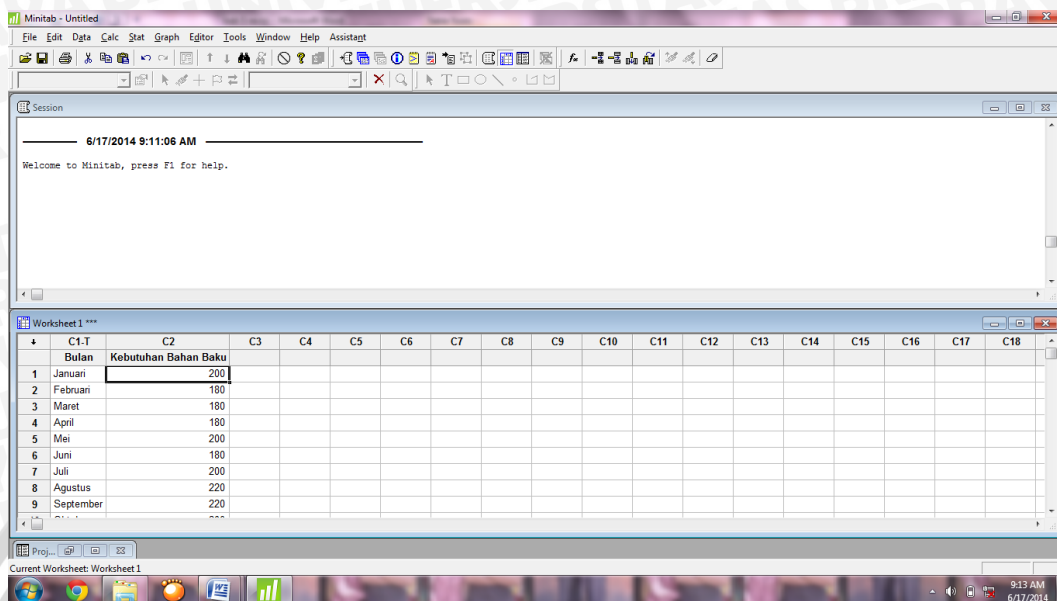 Minitab - Untitled
File Edit Data Calc Stat Graph Editor Tools Window Help Assistant
Session
6/17/2014 9:11:06 AM
Welcome to Minitab, press F1 for help.
Worksheet 1 ***
C1-T C2 C3 C4 C5 C6 C7 C8 C9 C10 C11 C12 C13 C14 C15 C16 C17 C18
Bulan Kebutuhan Bahan Baku
1 Januari 200
2 Februari 180
3 Maret 180
4 April 180
5 Mei 200
6 Juni 180
7 Juli 200
8 Agustus 220
9 September 220
Proj...
Current Worksheet: Worksheet 1
9:13 AM
6/17/2014